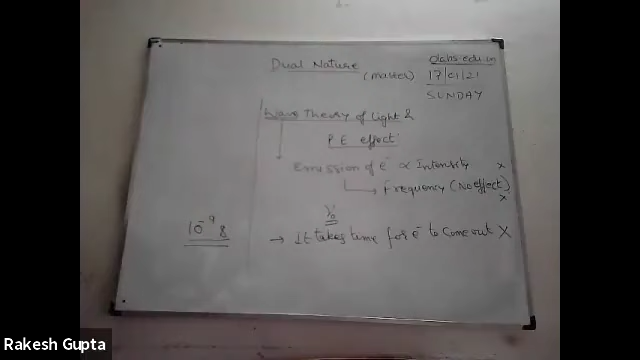 Dual Nature
(Matter)
olabs.edu.in
17/01/21
SUNDAY
Wave Theory of Light &
P E effect
Emission of e⁻ ∝ Intensity ×
Frequency (No effect)
×
It takes time for e⁻ to come out ×
10⁻⁹ s
Rakesh Gupta